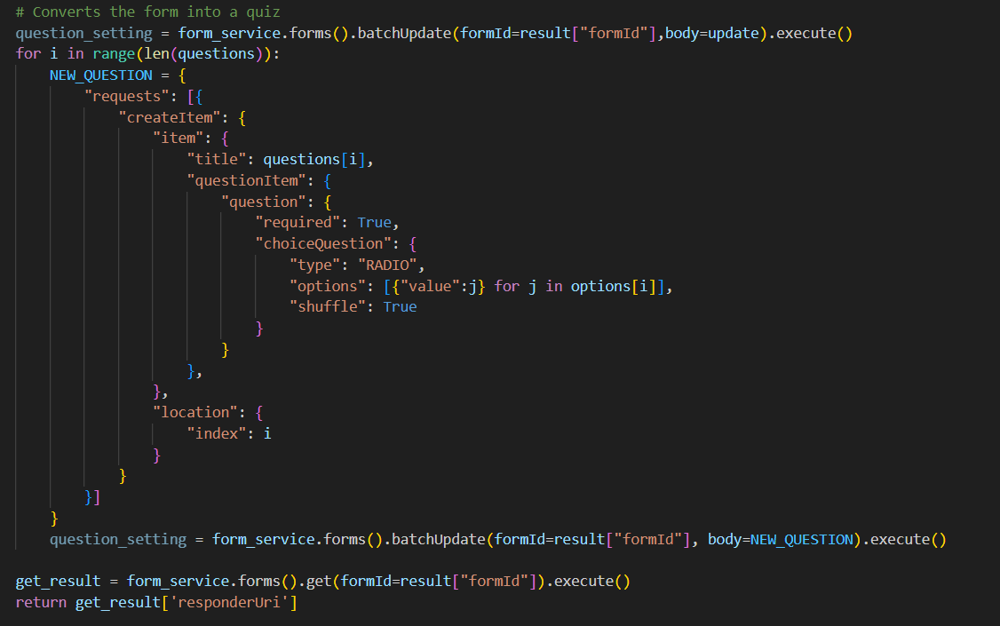 # Converts the form into a quiz
question_setting = form_service.forms().batchUpdate(formId=result["formId"],body=update).execute()
for i in range(len(questions)):
    NEW_QUESTION = {
        "requests": [{
            "createItem": {
                "item": {
                    "title": questions[i],
                    "questionItem": {
                        "question": {
                            "required": True,
                            "choiceQuestion": {
                                "type": "RADIO",
                                "options": [{"value":j} for j in options[i]],
                                "shuffle": True
                            }
                        }
                    },
                },
                "location": {
                    "index": i
                }
            }
        }]
    }
    question_setting = form_service.forms().batchUpdate(formId=result["formId"], body=NEW_QUESTION).execute()

get_result = form_service.forms().get(formId=result["formId"]).execute()
return get_result['responderUri']